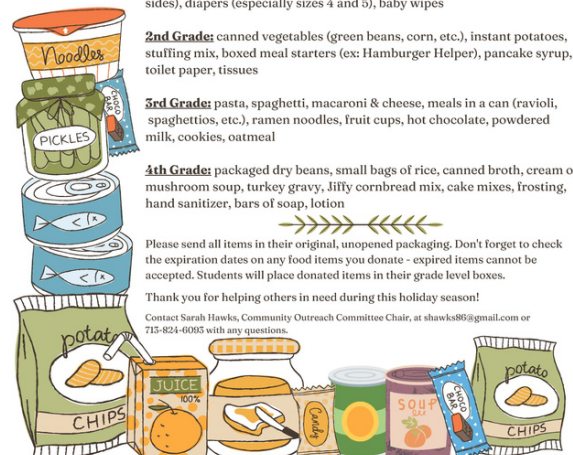 sides), diapers (especially sizes 4 and 5), baby wipes
2nd Grade: canned vegetables (green beans, corn, etc.), instant potatoes,
stuffing mix, boxed meal starters (ex: Hamburger Helper), pancake syrup,
toilet paper, tissues
3rd Grade: pasta, spaghetti, macaroni & cheese, meals in a can (ravioli,
spaghettios, etc.), ramen noodles, fruit cups, hot chocolate, powdered
milk, cookies, oatmeal
4th Grade: packaged dry beans, small bags of rice, canned broth, cream o
mushroom soup, turkey gravy, Jiffy cornbread mix, cake mixes, frosting,
hand sanitizer, bars of soap, lotion
Please send all items in their original, unopened packaging. Don't forget to check
the expiration dates on any food items you donate - expired items cannot be
accepted. Students will place donated items in their grade level boxes.
Thank you for helping others in need during this holiday season!
Contact Sarah Hawks, Community Outreach Committee Chair, at shawks86@gmail.com or
713-824-6093 with any questions.
Noodles
CHOCO
BAR
PICKLES
potato
CHIPS
JUICE
100%
Candy
SOUP
CHOCO
BAR
potato
CHIPS